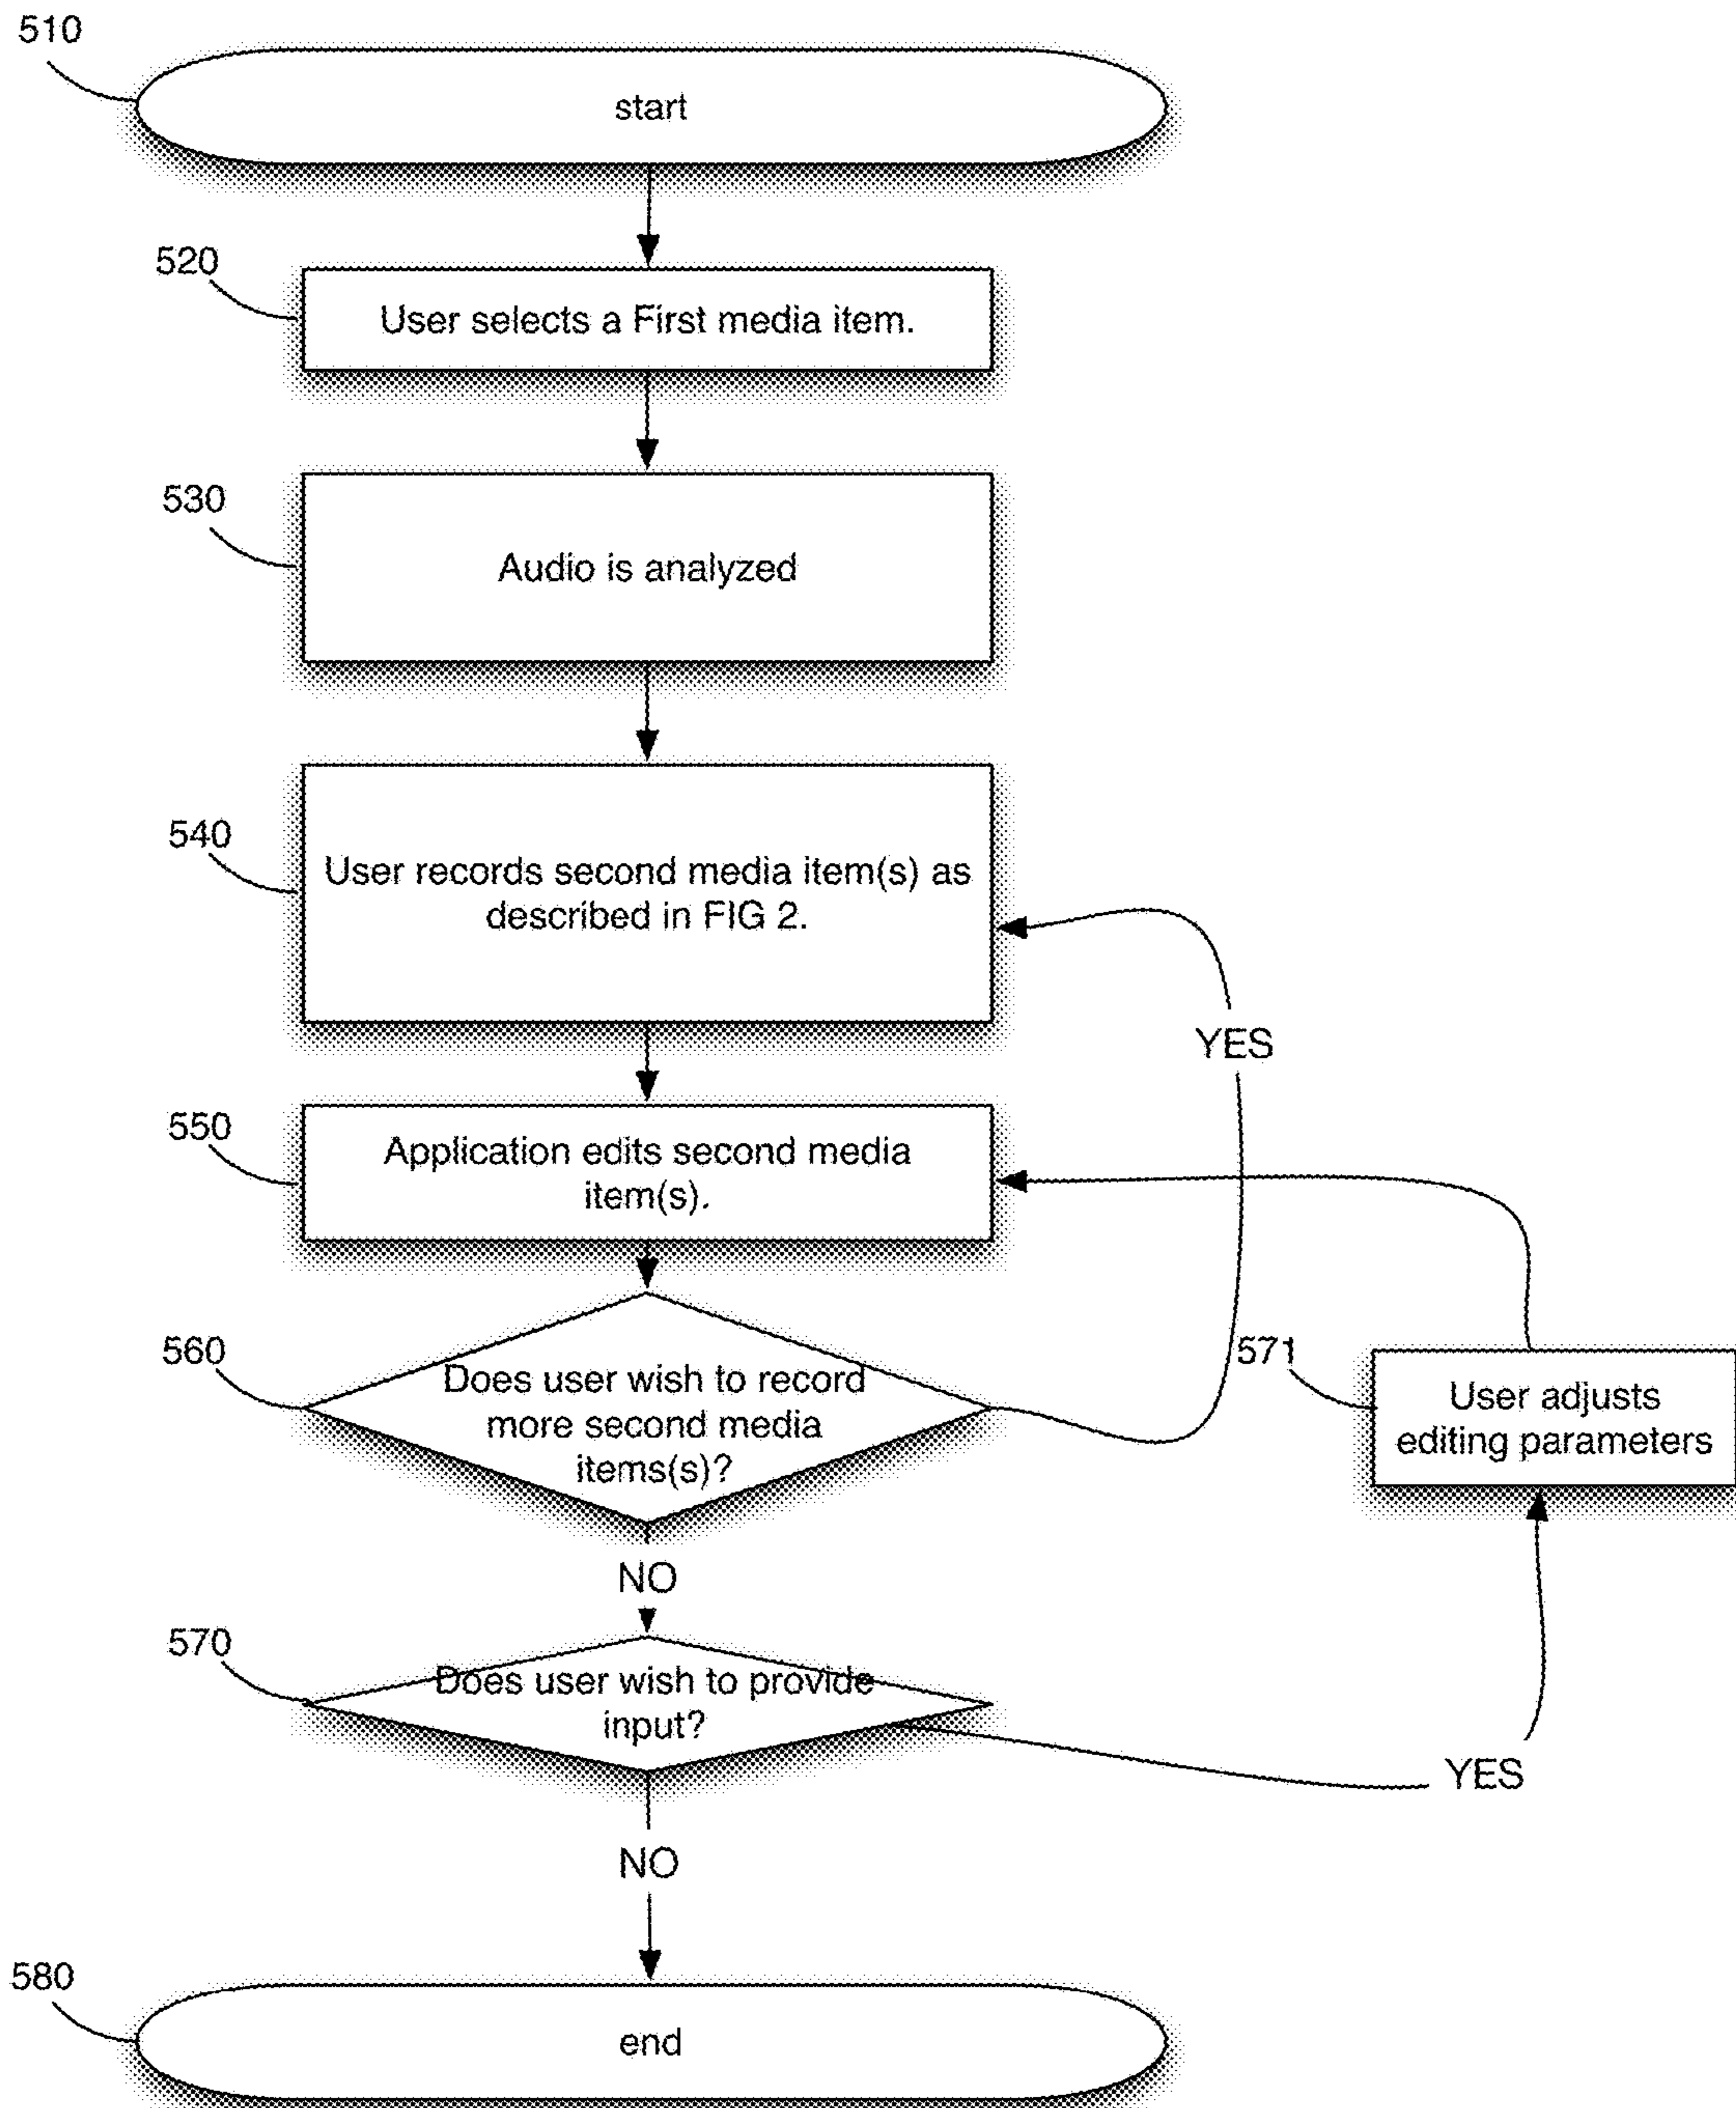 510
start
520
User selects a First media item.
530
Audio is analyzed
540
User records second media item(s) as
described in FIG 2.
YES
550
Application edits second media
item(s).
560
Does user wish to record
more second media
items(s)?
571
User adjusts
editing parameters
NO
570
Does user wish to provide
input?
YES
NO
580
end